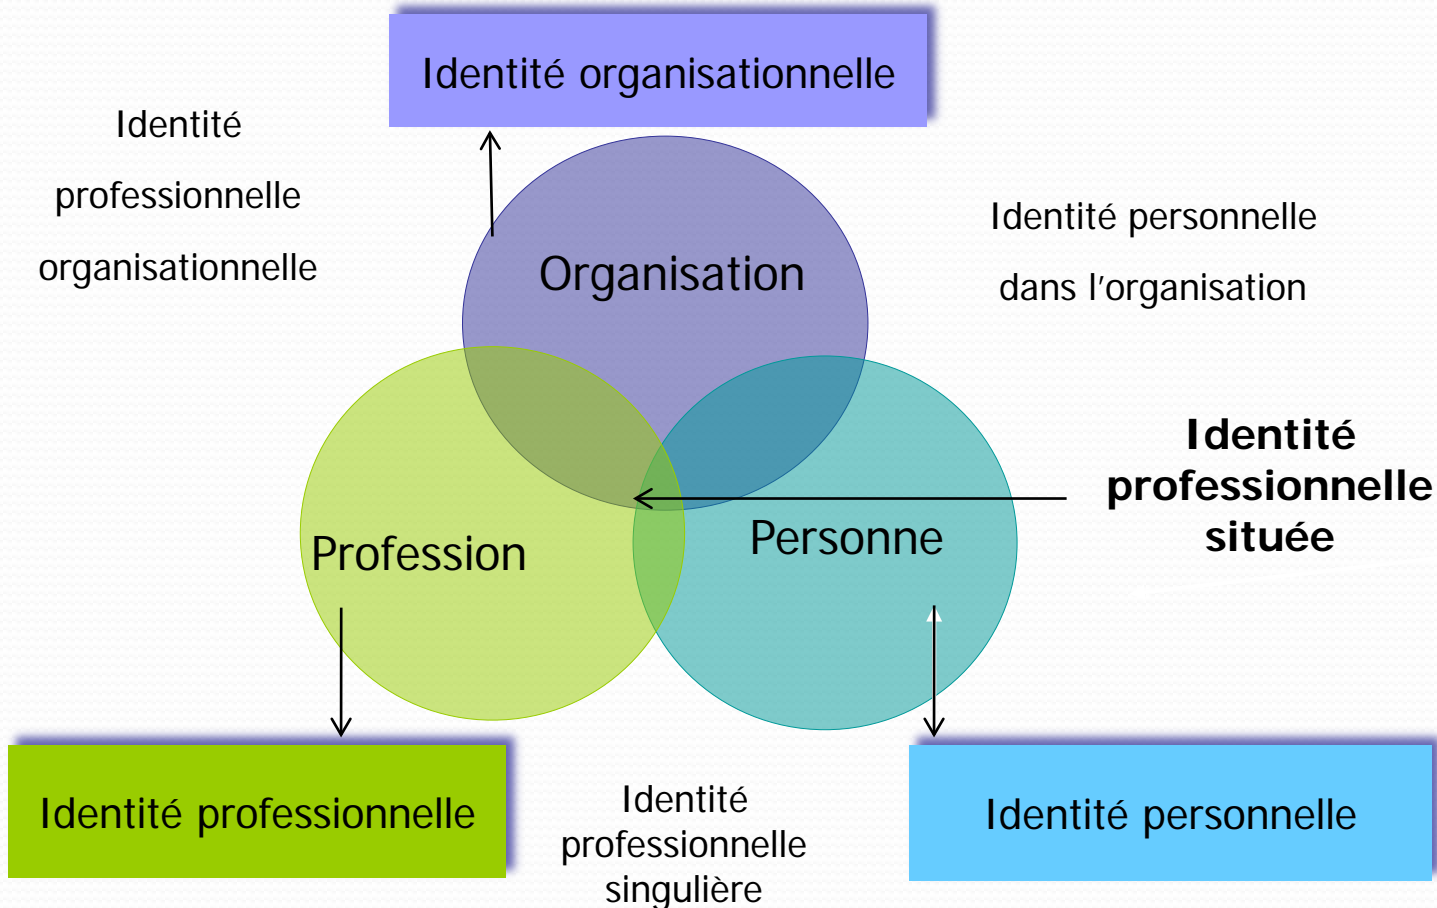 Identité organisationnelle
Identité
professionnelle
organisationnelle
Identité personnelle
dans l'organisation
Organisation
Identité
professionnelle
située
Profession
Personne
Identité professionnelle
Identité
professionnelle
singulière
Identité personnelle